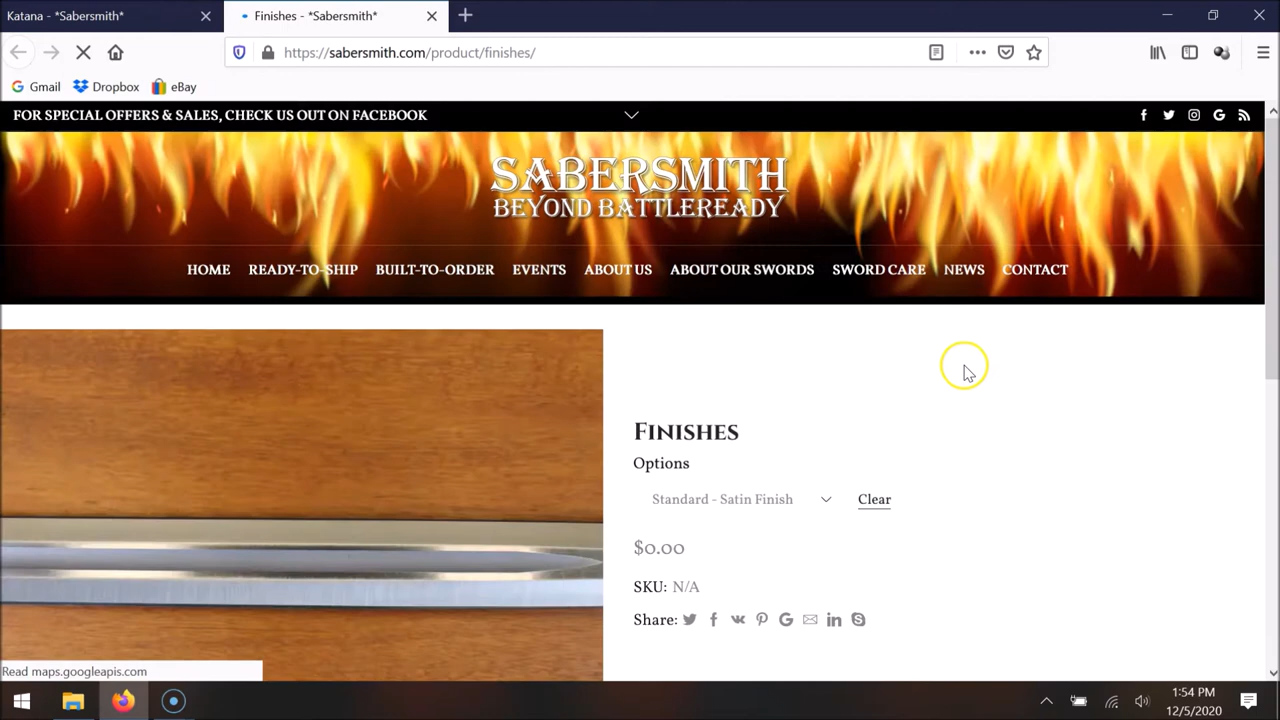 Katana - *Sabersmith*
Finishes - *Sabersmith*
https://sabersmith.com/product/finishes/
Gmail
Dropbox
eBay
FOR SPECIAL OFFERS & SALES, CHECK US OUT ON FACEBOOK
SABERSMITH
BEYOND BATTLEREADY
HOME READY-TO-SHIP BUILT-TO-ORDER EVENTS ABOUT US ABOUT OUR SWORDS SWORD CARE NEWS CONTACT
Finishes
Options
Standard - Satin Finish
Clear
$0.00
SKU: N/A
Share:
Read maps.googleapis.com
1:54 PM
12/5/2020